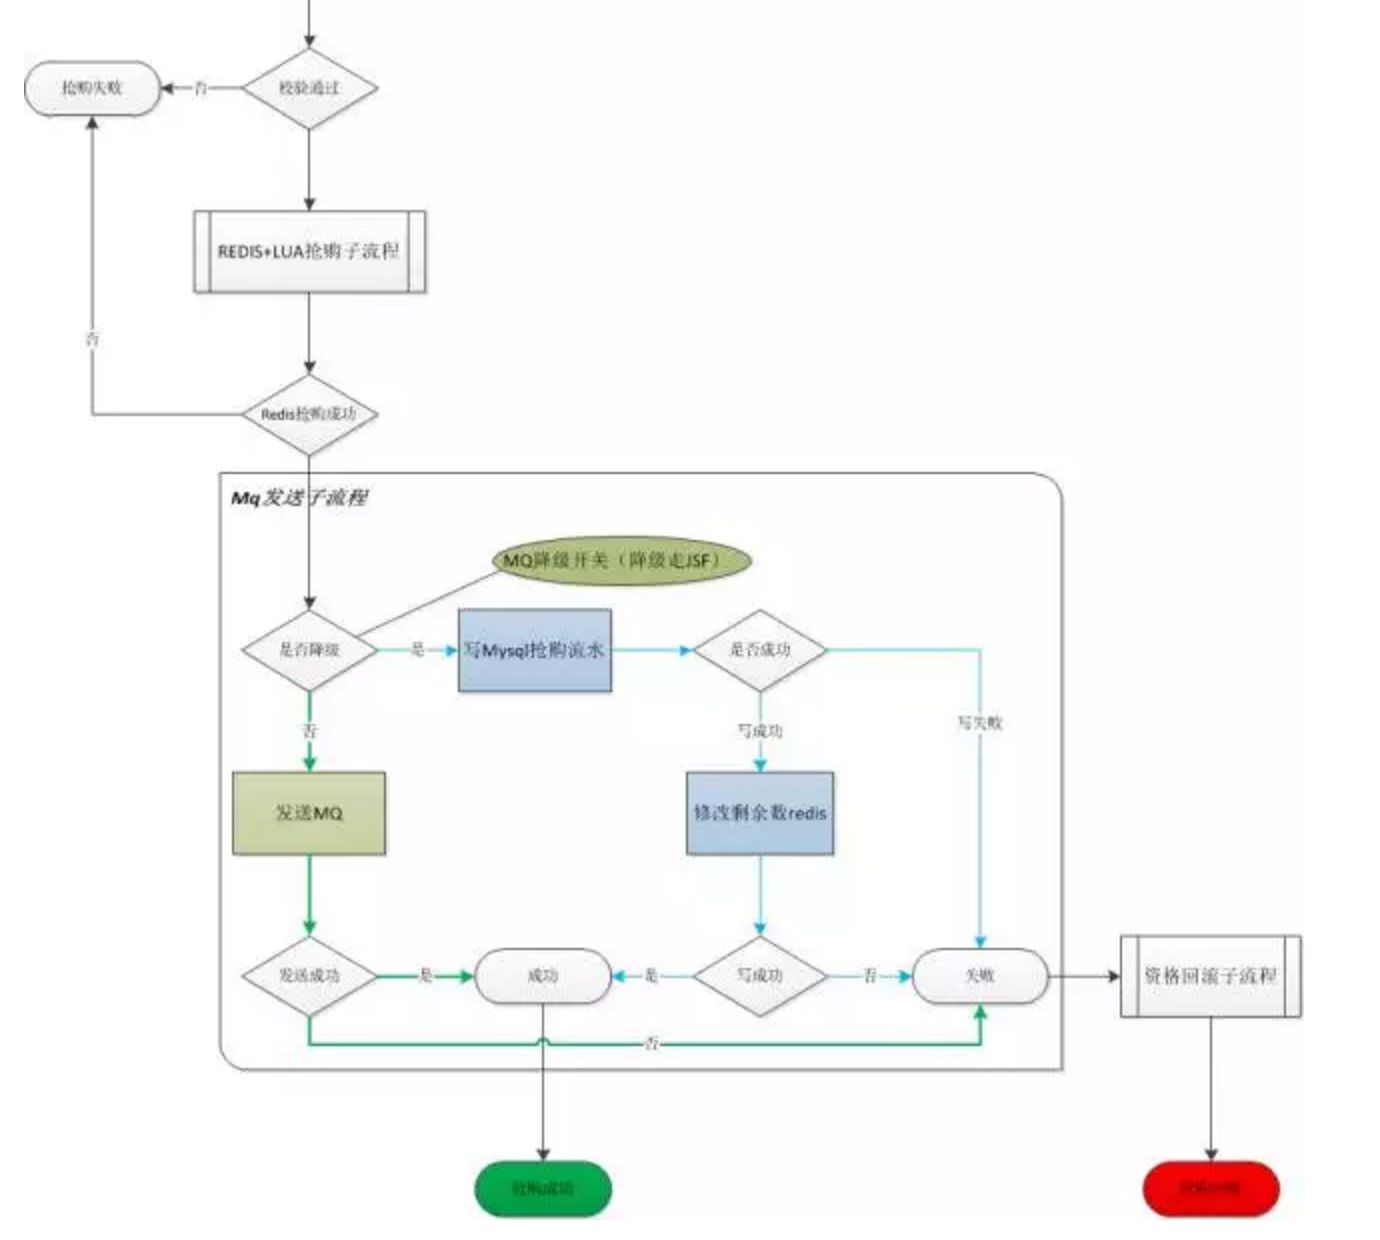 抢购失败
否
校验通过
REDIS+LUA抢购子流程
否
Redis抢购成功
Mq发送子流程
MQ降级开关（降级走JSF）
是否降级
是
写Mysql抢购流水
是否成功
否
写成功
写失败
发送MQ
修改剩余数redis
发送成功
是
成功
是
写成功
否
失败
资格回流子流程
否
抢购成功